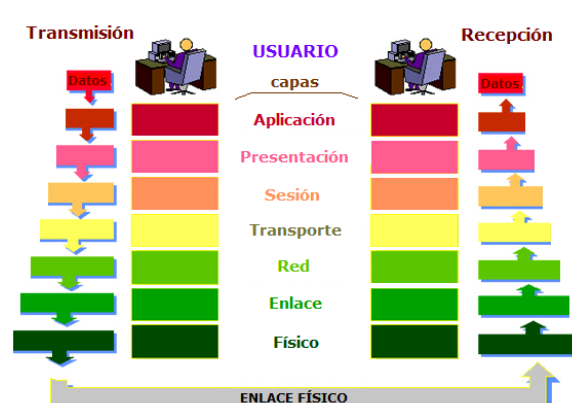 Transmisión
Recepción
USUARIO
capas
Datos
Datos
Aplicación
Presentación
Sesión
Transporte
Red
Enlace
Físico
ENLACE FÍSICO